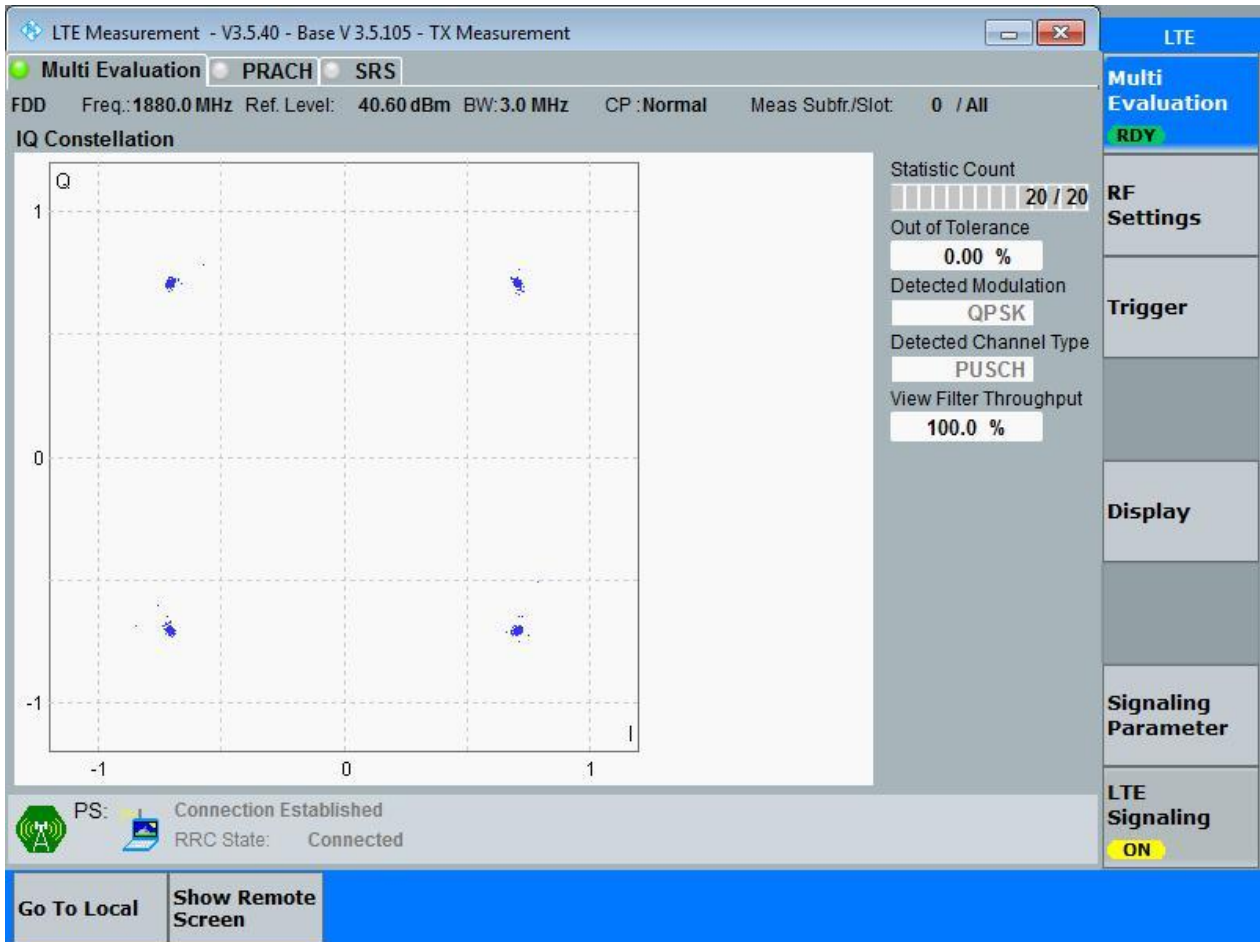 LTE Measurement - V3.5.40 - Base V 3.5.105 - TX Measurement
LTE
Multi Evaluation PRACH SRS
FDD Freq.: 1880.0 MHz Ref. Level: 40.60 dBm BW: 3.0 MHz CP : Normal Meas Subfr./Slot: 0 / All
IQ Constellation
Q
1
0
-1
I
-1 0 1
Statistic Count
20 / 20
Out of Tolerance
0.00 %
Detected Modulation
QPSK
Detected Channel Type
PUSCH
View Filter Throughput
100.0 %
Multi
Evaluation
RDY
RF
Settings
Trigger
Display
Signaling
Parameter
LTE
Signaling
ON
PS: Connection Established
RRC State: Connected
Go To Local
Show Remote
Screen